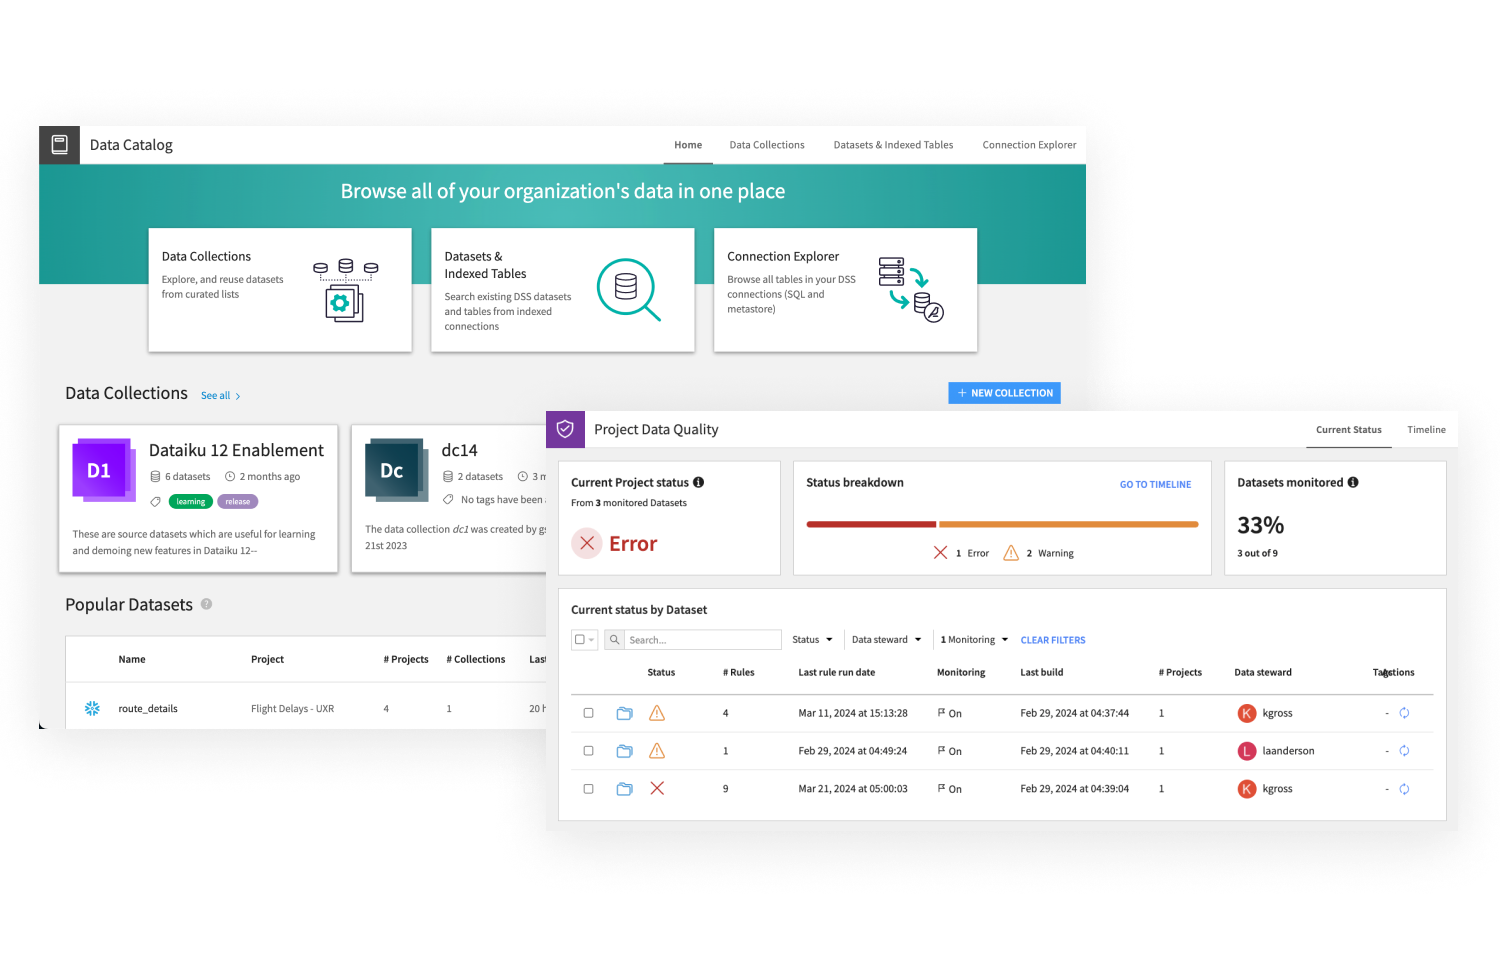 Data Catalog
Home Data Collections Datasets & Indexed Tables Connection Explorer
Browse all of your organization's data in one place
Data Collections
Explore, and reuse datasets
from curated lists
Datasets &
Indexed Tables
Search existing DSS datasets
and tables from indexed
connections
Connection Explorer
Browse all tables in your DSS
connections (SQL and
metastore)
Data Collections See all
+ NEW COLLECTION
D1
Dataiku 12 Enablement
6 datasets 2 months ago
learning release
These are source datasets which are useful for learning
and demoing new features in Dataiku 12--
Dc
dc14
2 datasets 3 m
No tags have been
The data collection dc1 was created by gs
21st 2023
Popular Datasets ?
Name Project # Projects # Collections Last
route_details Flight Delays - UXR 4 1 20 h
Project Data Quality
Current Status Timeline
Current Project status
From 3 monitored Datasets
Error
Status breakdown
GO TO TIMELINE
1 Error 2 Warning
Datasets monitored
33%
3 out of 9
Current status by Dataset
Search... Status Data steward 1 Monitoring CLEAR FILTERS
Status # Rules Last rule run date Monitoring Last build # Projects Data steward Tags Actions
4 Mar 11, 2024 at 15:13:28 On Feb 29, 2024 at 04:37:44 1 K kgross -
1 Feb 29, 2024 at 04:49:24 On Feb 29, 2024 at 04:40:11 1 L laanderson -
9 Mar 21, 2024 at 05:00:03 On Feb 29, 2024 at 04:39:04 1 K kgross -